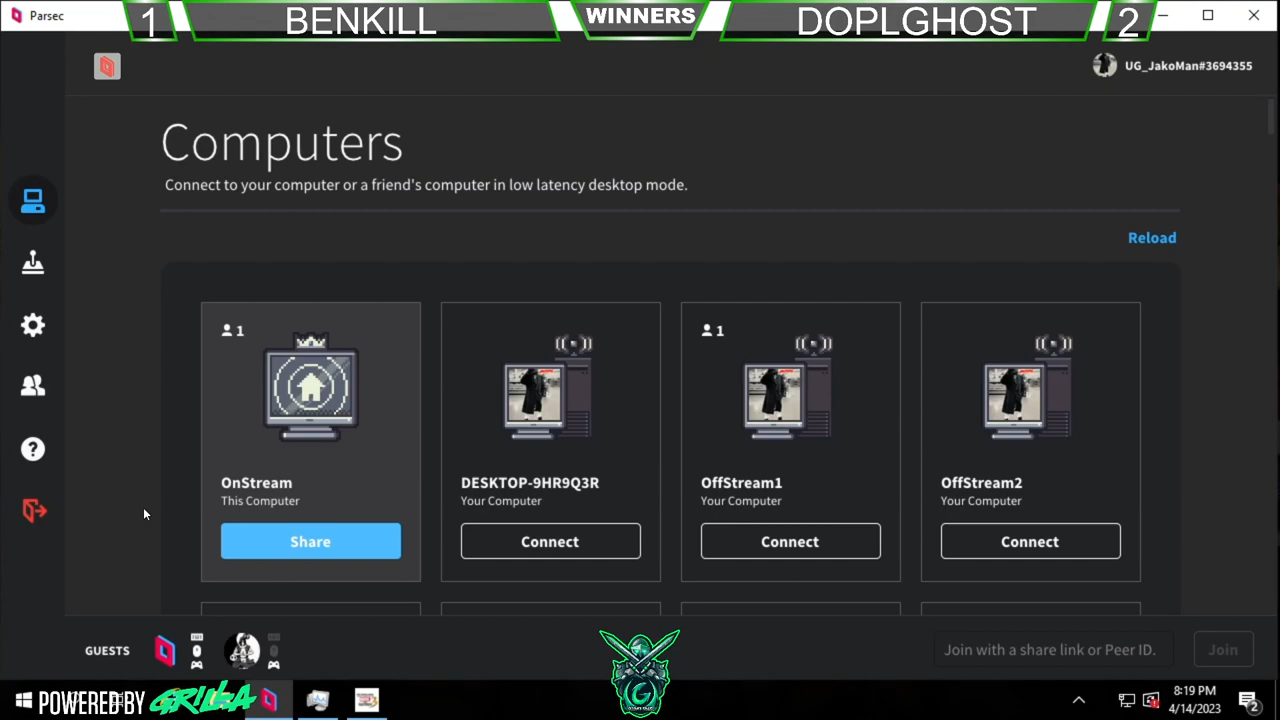 Parsec
1 BENKILL WINNERS DOPLGHOST 2
UG_JakoMan#3694355
Computers
Connect to your computer or a friend's computer in low latency desktop mode.
Reload
1
1
OnStream
This Computer
Share
DESKTOP-9HR9Q3R
Your Computer
Connect
OffStream1
Your Computer
Connect
OffStream2
Your Computer
Connect
GUESTS
Join with a share link or Peer ID.
Join
POWERED BY GRILLA
G
8:19 PM
4/14/2023
2